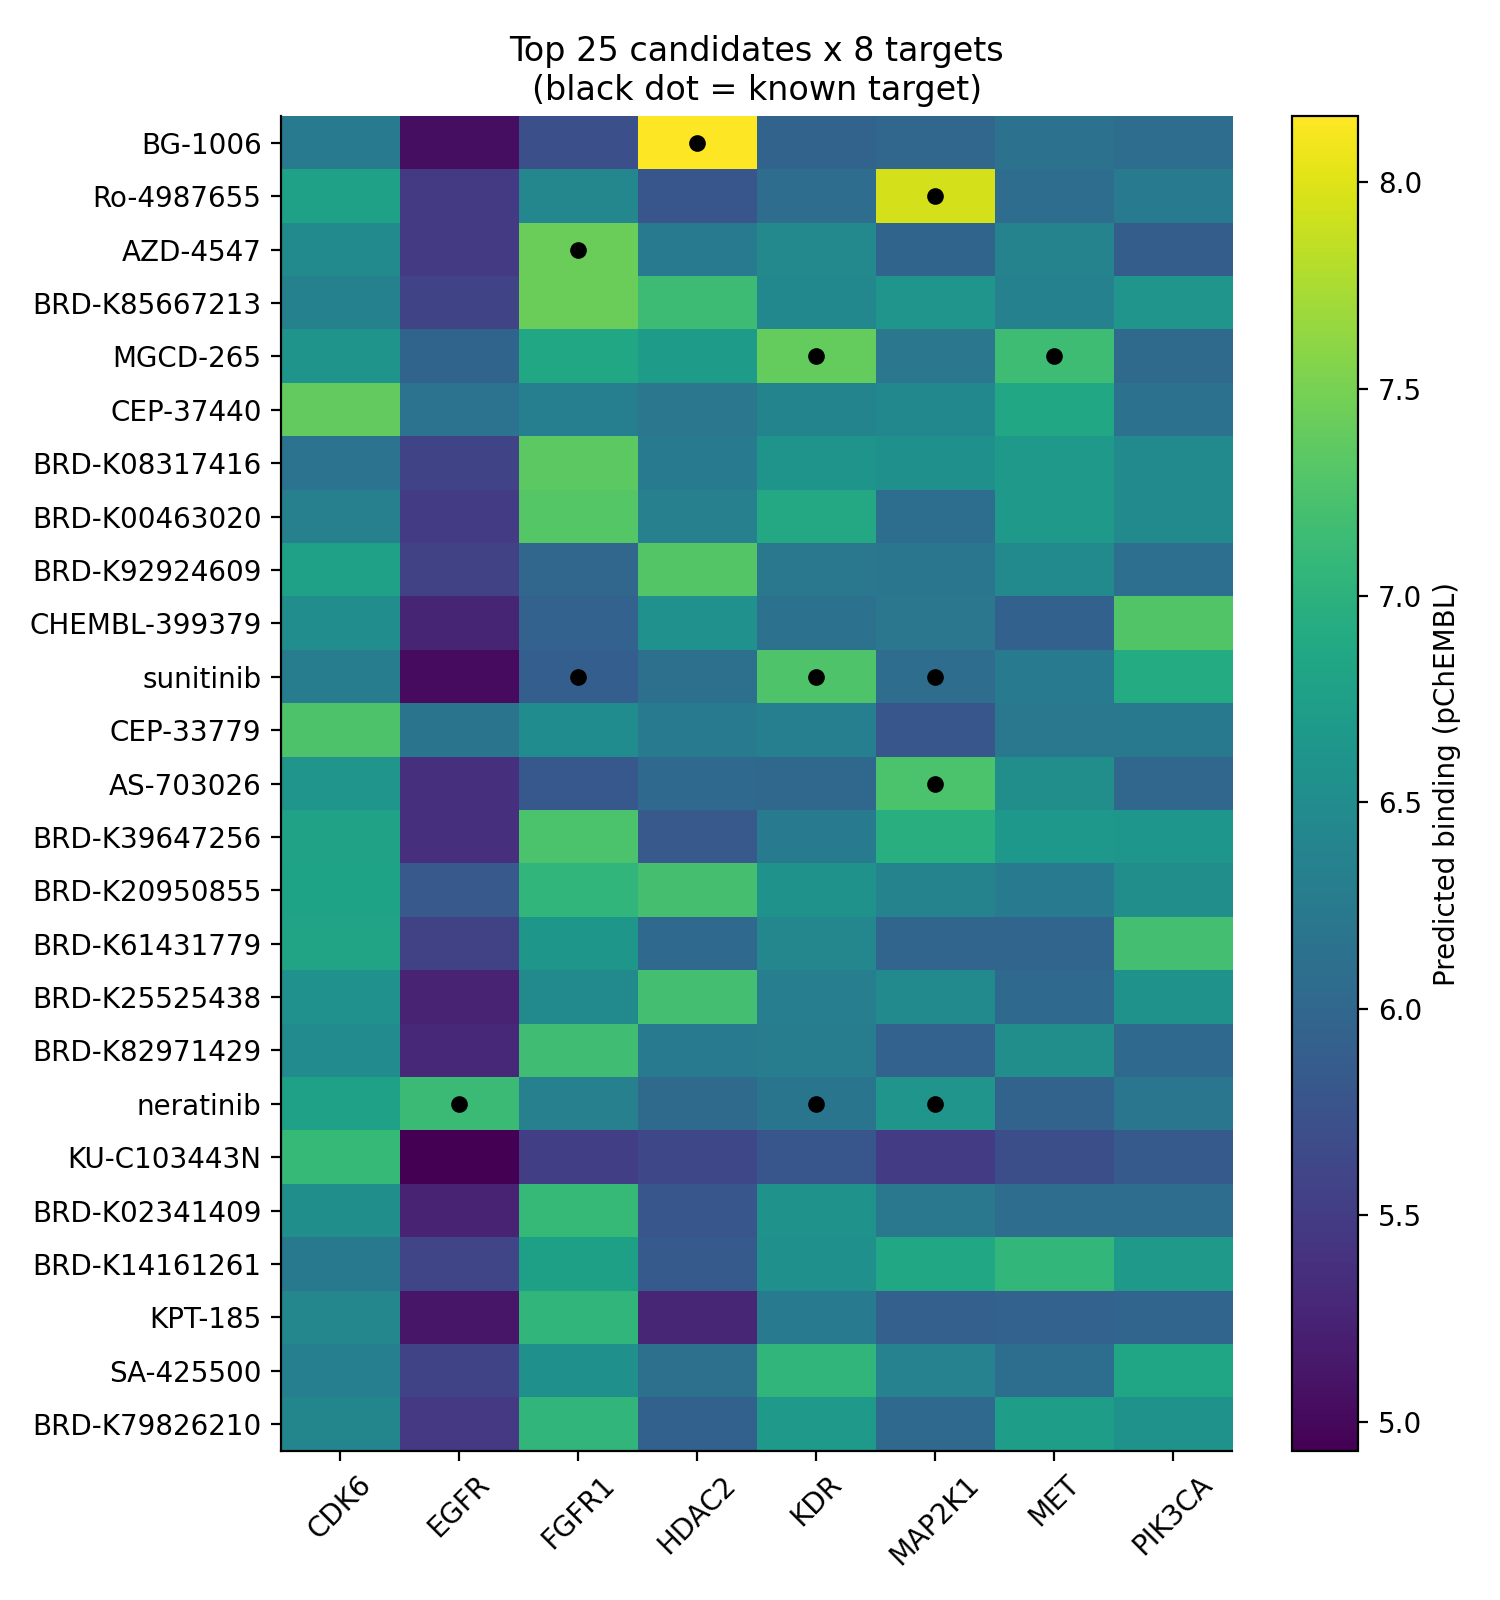 Top 25 candidates x 8 targets
(black dot = known target)
BG-1006
Ro-4987655
AZD-4547
BRD-K85667213
MGCD-265
CEP-37440
BRD-K08317416
BRD-K00463020
BRD-K92924609
CHEMBL-399379
sunitinib
CEP-33779
AS-703026
BRD-K39647256
BRD-K20950855
BRD-K61431779
BRD-K25525438
BRD-K82971429
neratinib
KU-C103443N
BRD-K02341409
BRD-K14161261
KPT-185
SA-425500
BRD-K79826210
CDK6
EGFR
FGFR1
HDAC2
KDR
MAP2K1
MET
PIK3CA
8.0
7.5
7.0
6.5
6.0
5.5
5.0
Predicted binding (pChEMBL)